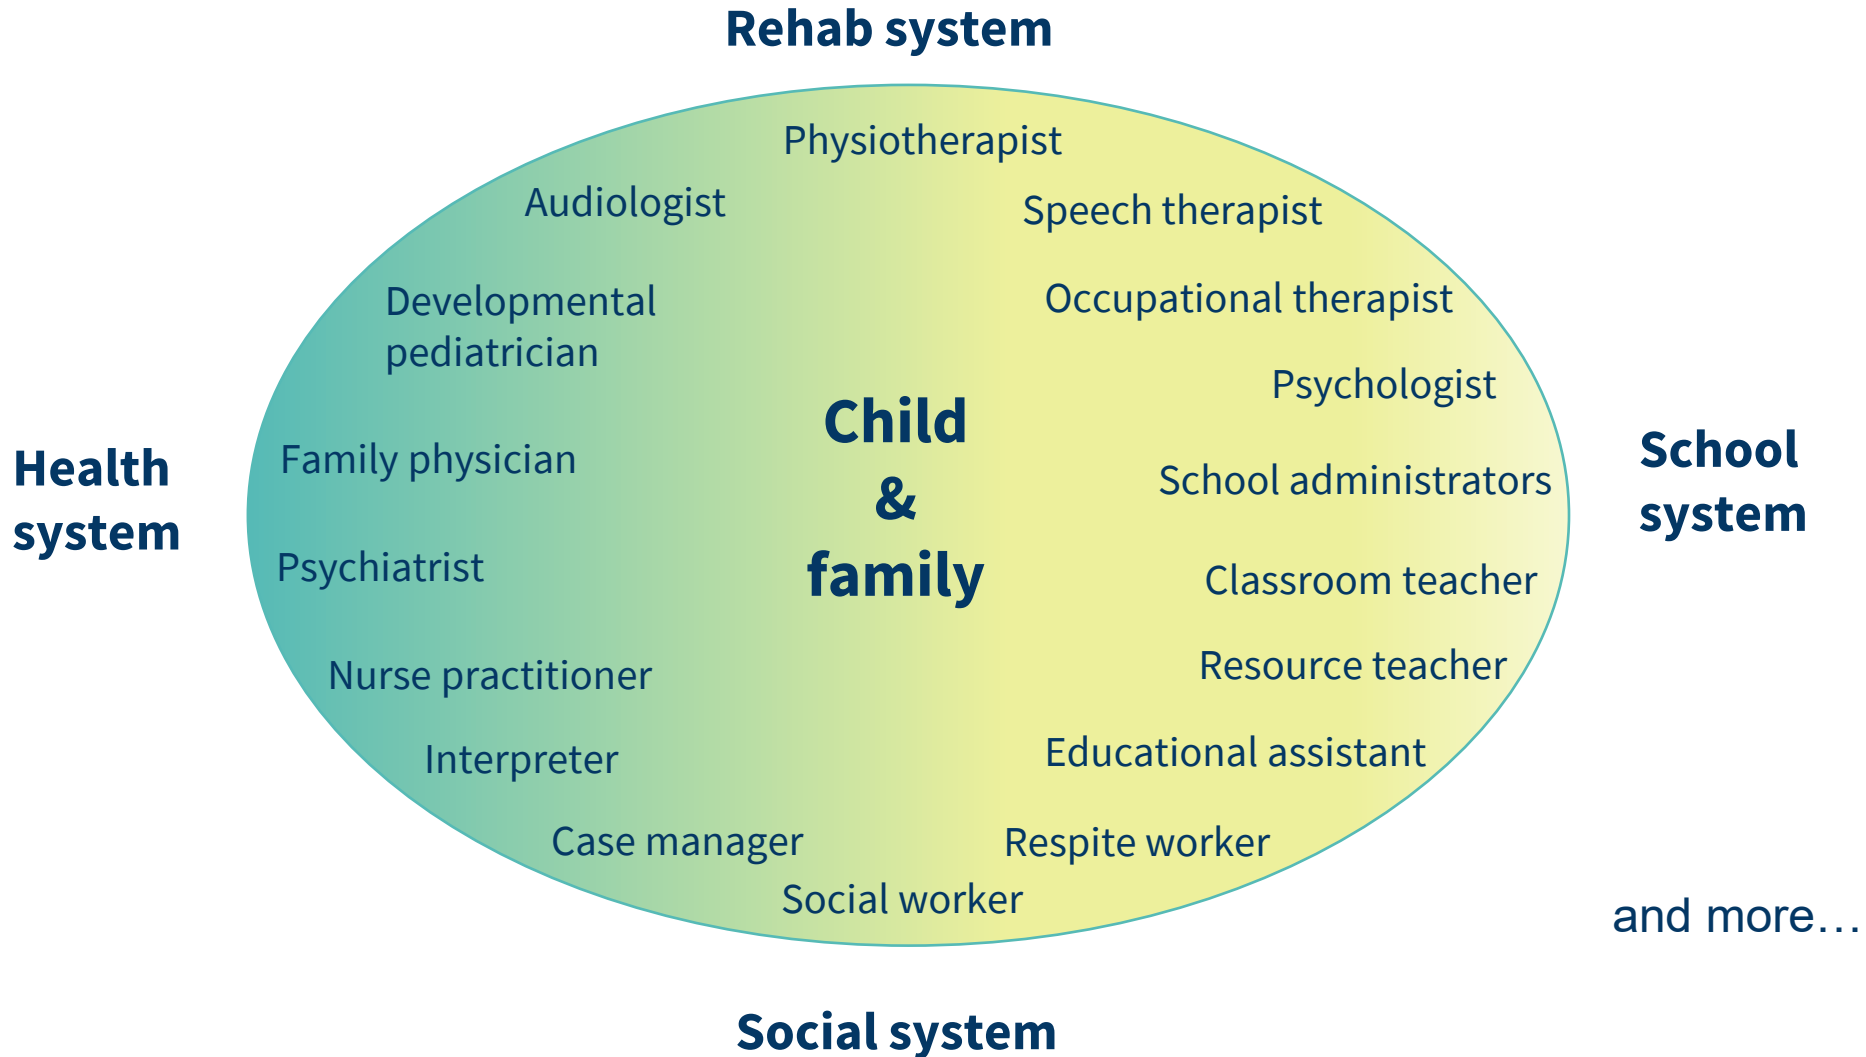 Rehab system
Physiotherapist
Audiologist
Speech therapist
Developmental
pediatrician
Occupational therapist
Psychologist
Child
&
family
Health
system
Family physician
School administrators
School
system
Psychiatrist
Classroom teacher
Nurse practitioner
Resource teacher
Interpreter
Educational assistant
Case manager
Respite worker
Social worker
and more…
Social system